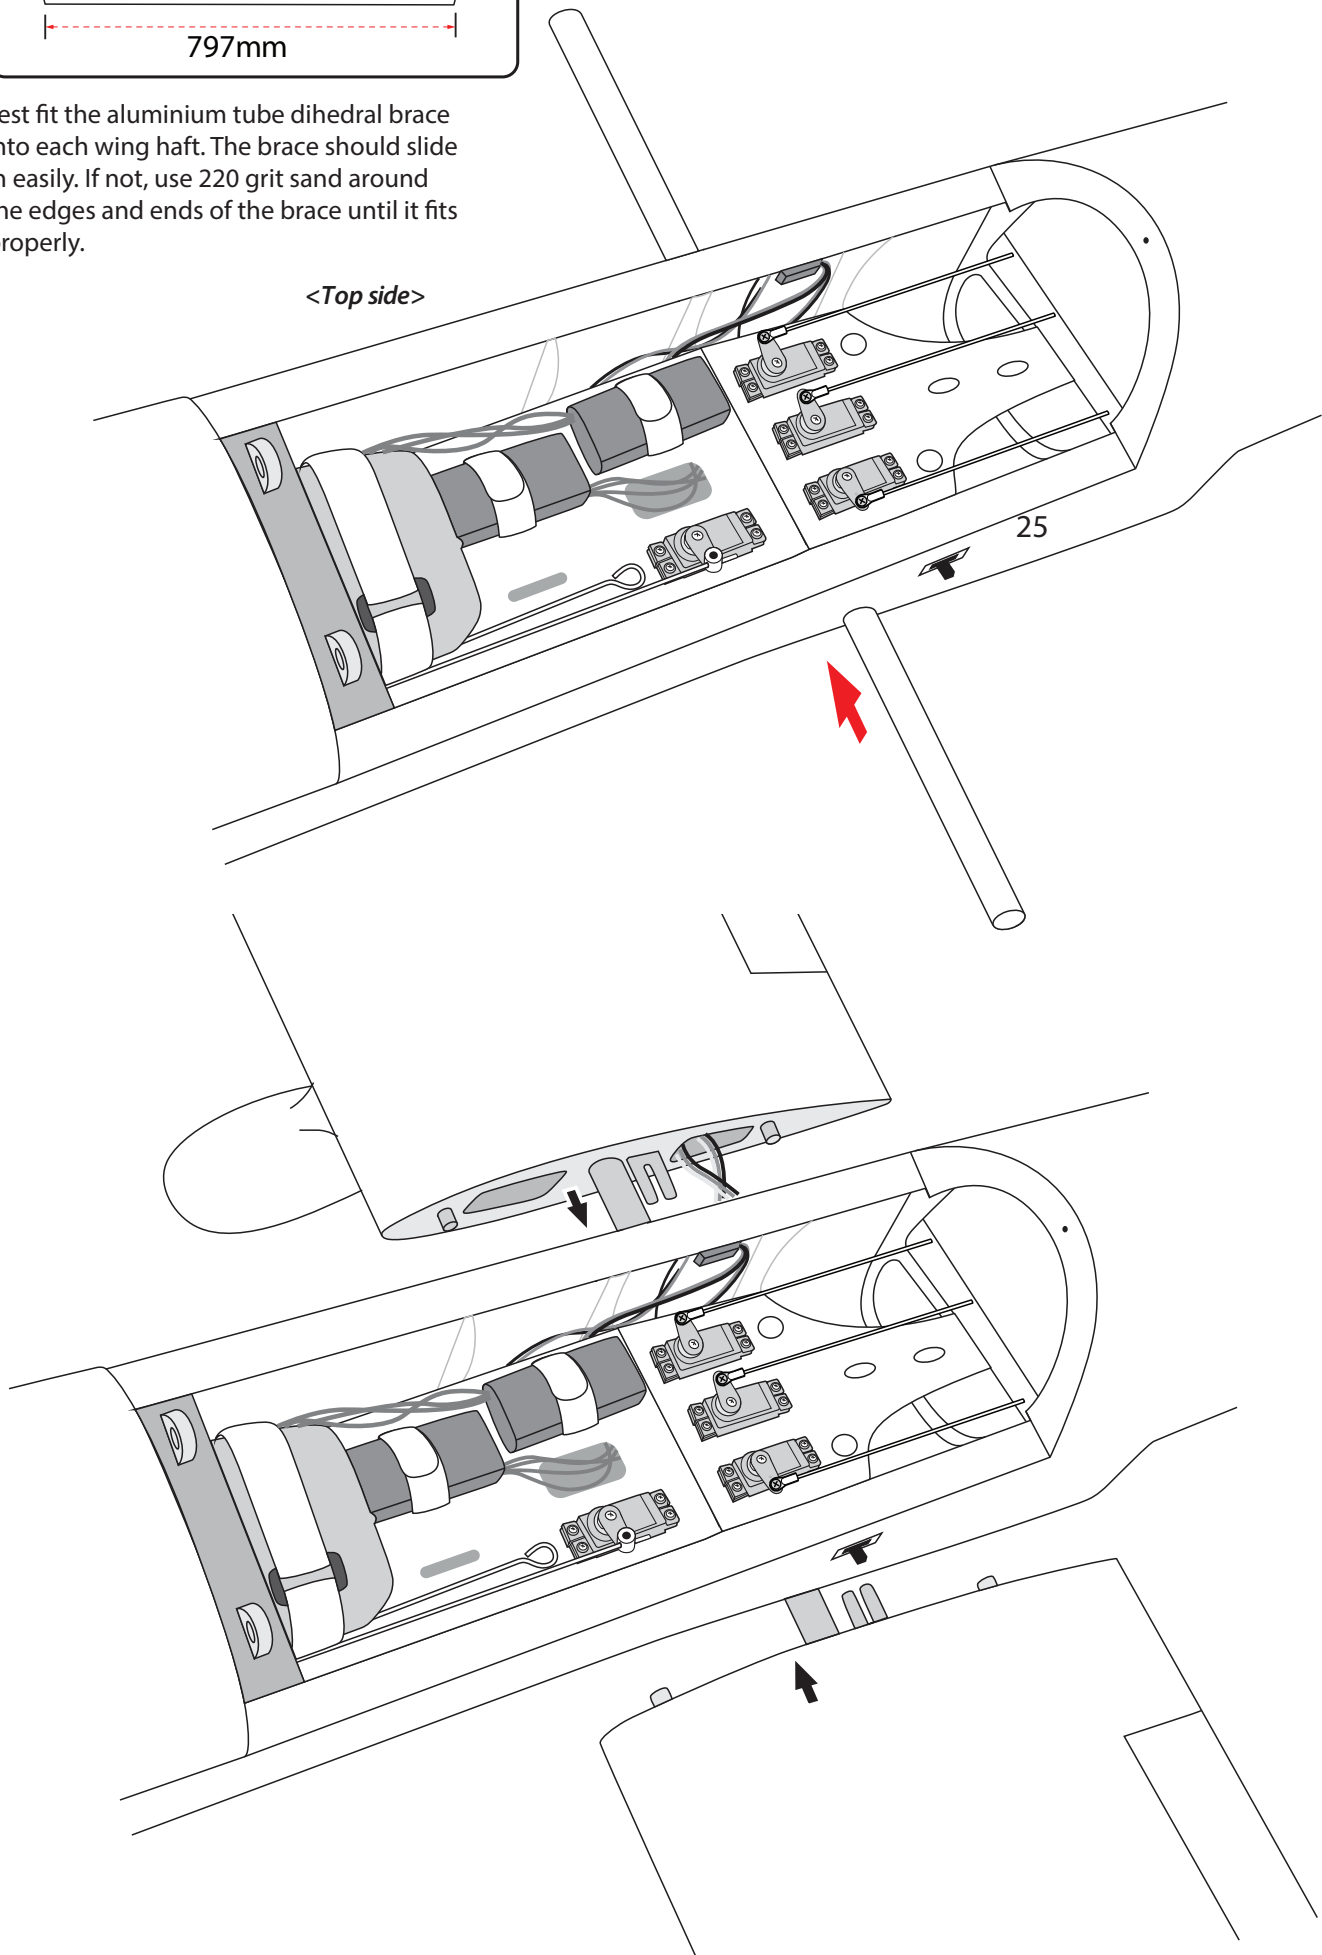 797mm
est fit the aluminium tube dihedral brace
nto each wing haft. The brace should slide
n easily. If not, use 220 grit sand around
he edges and ends of the brace until it fits
roperly.
<Top side>
25